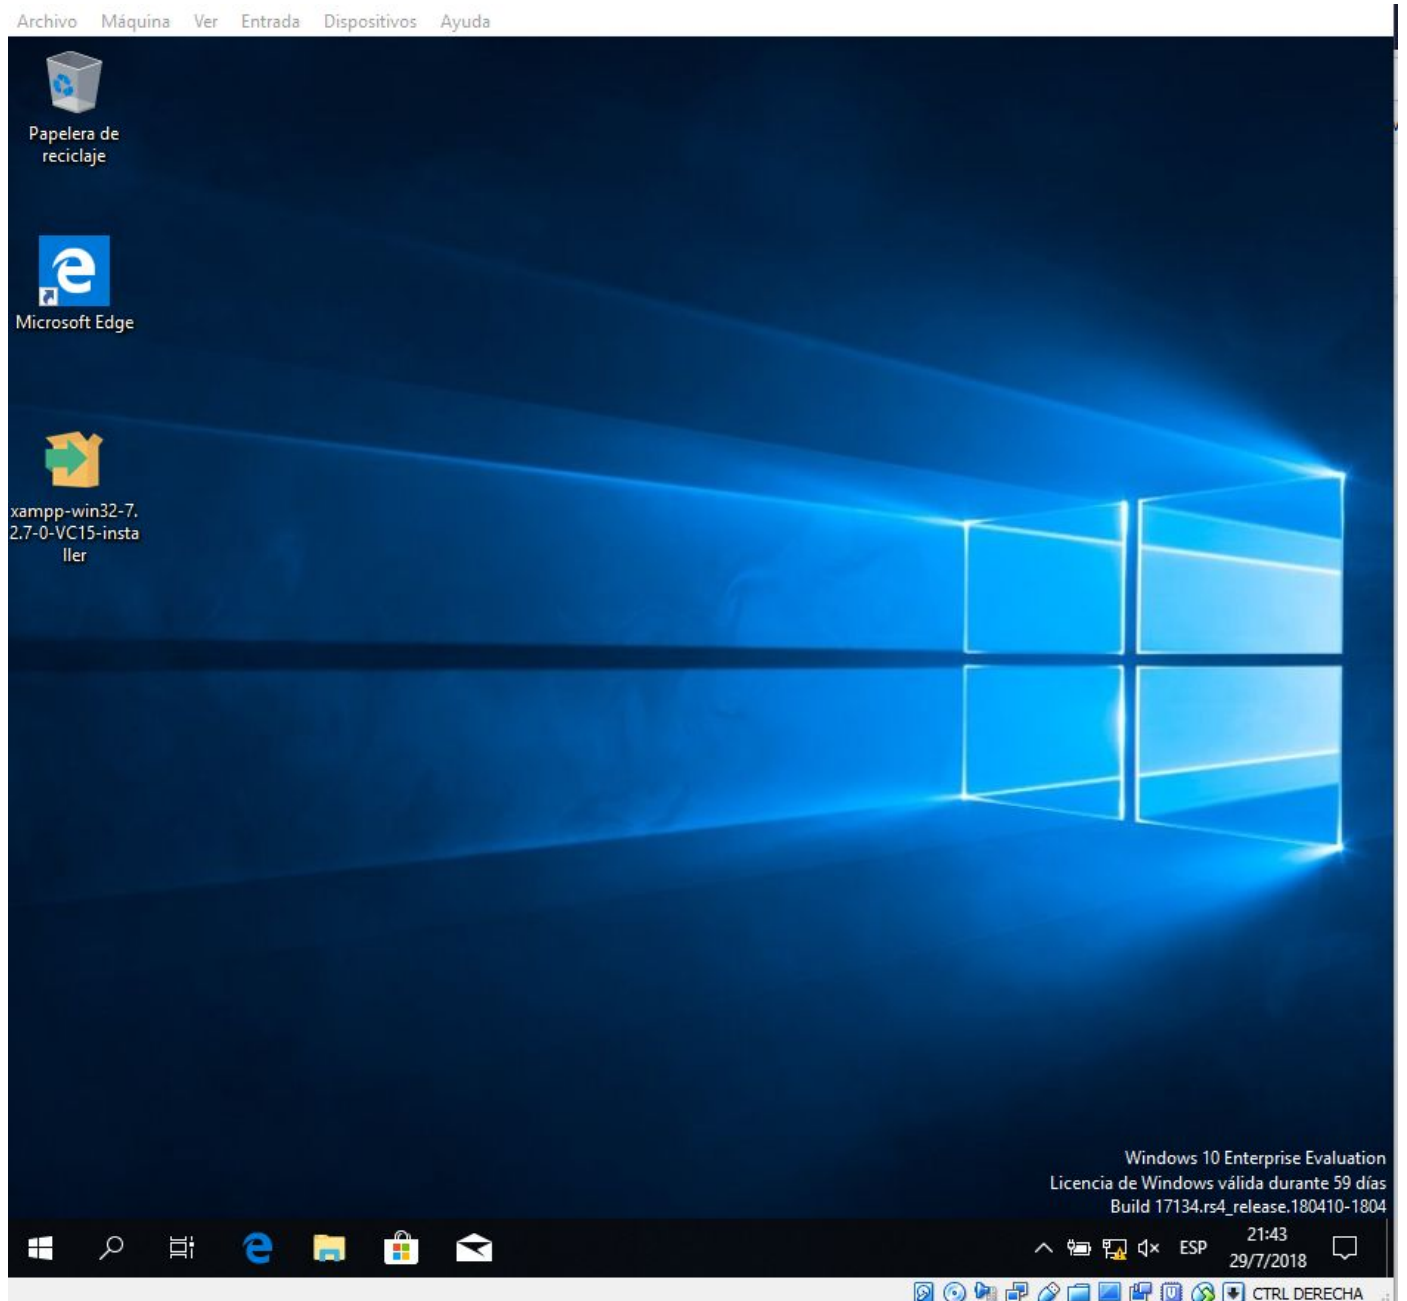 Archivo Máquina Ver Entrada Dispositivos Ayuda
Papelera de
reciclaje
Microsoft Edge
xampp-win32-7.
2.7-0-VC15-insta
ller
Windows 10 Enterprise Evaluation
Licencia de Windows válida durante 59 días
Build 17134.rs4_release.180410-1804
ESP
21:43
29/7/2018
CTRL DERECHA